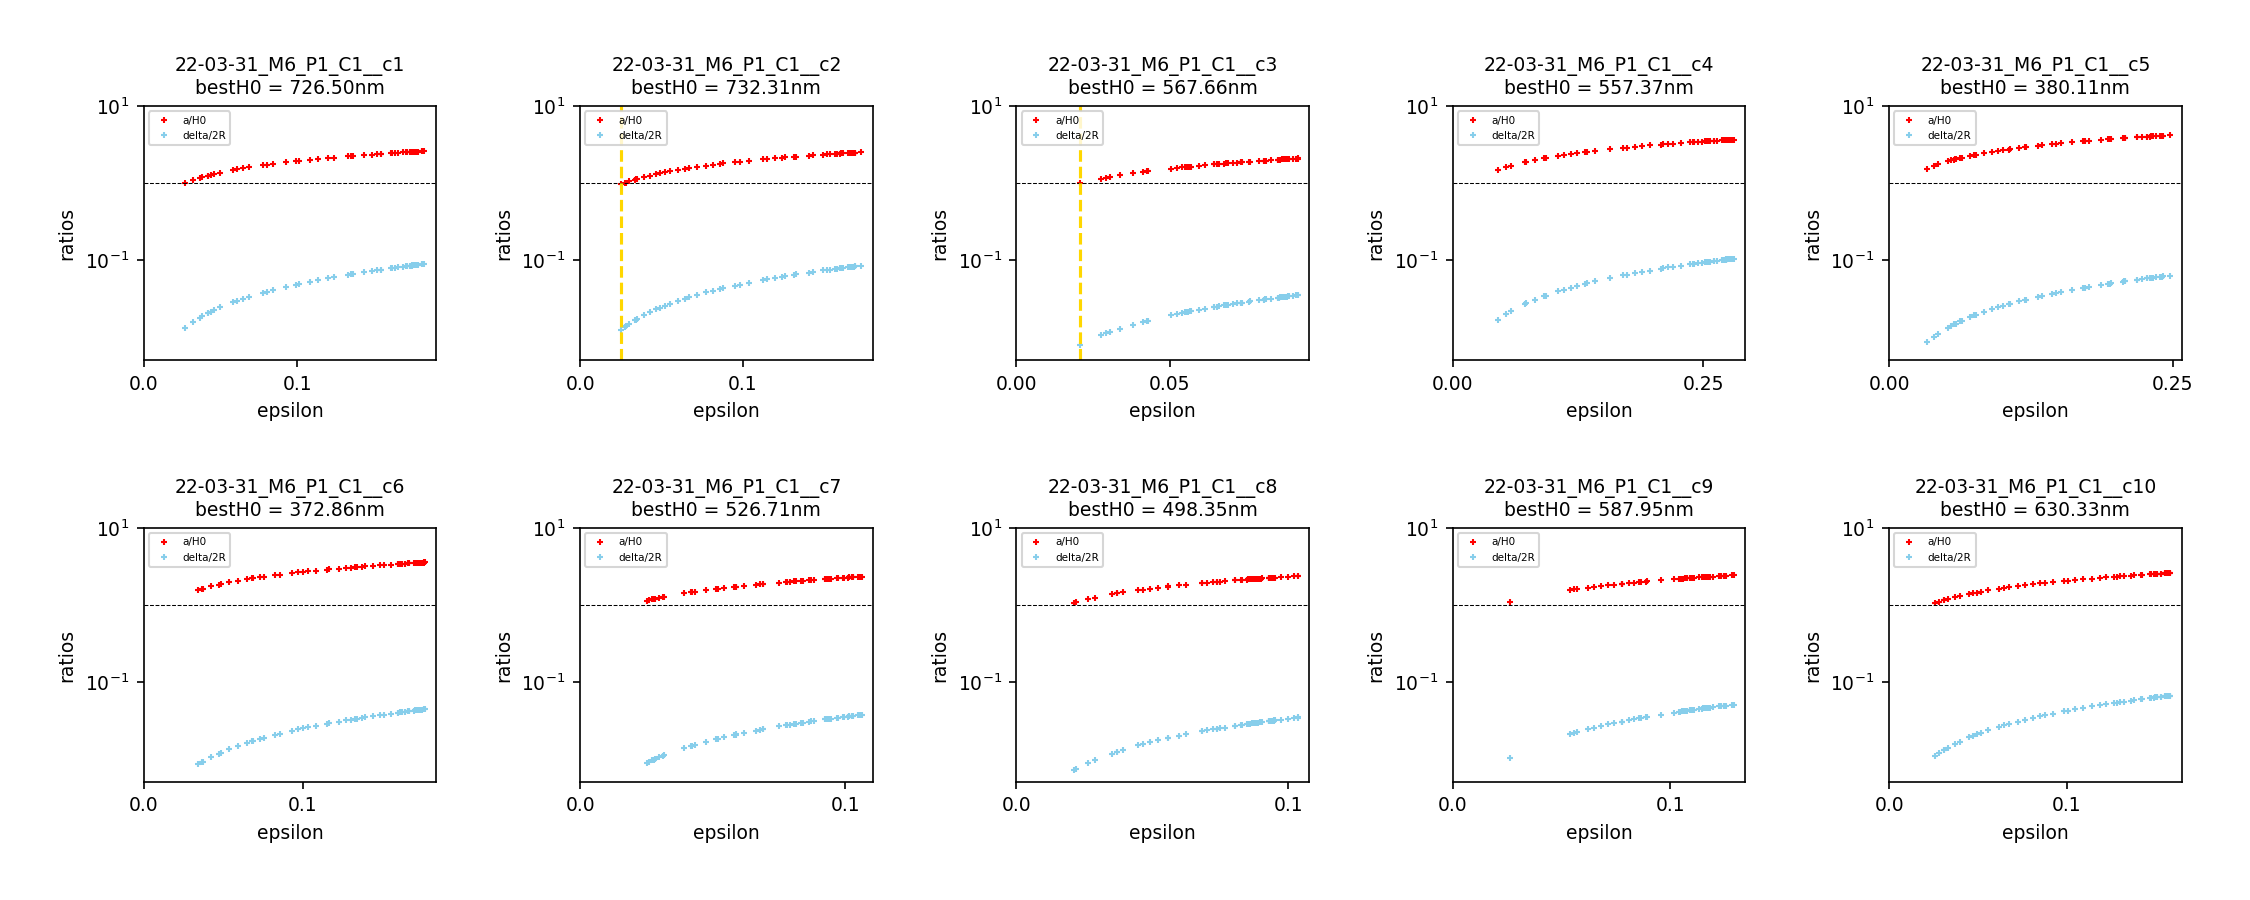 22-03-31_M6_P1_C1__c1
bestH0 = 726.50nm
10^1
10^-1
ratios
a/H0
delta/2R
0.0
0.1
epsilon
22-03-31_M6_P1_C1__c2
bestH0 = 732.31nm
10^1
10^-1
ratios
a/H0
delta/2R
0.0
0.1
epsilon
22-03-31_M6_P1_C1__c3
bestH0 = 567.66nm
10^1
10^-1
ratios
a/H0
delta/2R
0.00
0.05
epsilon
22-03-31_M6_P1_C1__c4
bestH0 = 557.37nm
10^1
10^-1
ratios
a/H0
delta/2R
0.00
0.25
epsilon
22-03-31_M6_P1_C1__c5
bestH0 = 380.11nm
10^1
10^-1
ratios
a/H0
delta/2R
0.00
0.25
epsilon
22-03-31_M6_P1_C1__c6
bestH0 = 372.86nm
10^1
10^-1
ratios
a/H0
delta/2R
0.0
0.1
epsilon
22-03-31_M6_P1_C1__c7
bestH0 = 526.71nm
10^1
10^-1
ratios
a/H0
delta/2R
0.0
0.1
epsilon
22-03-31_M6_P1_C1__c8
bestH0 = 498.35nm
10^1
10^-1
ratios
a/H0
delta/2R
0.0
0.1
epsilon
22-03-31_M6_P1_C1__c9
bestH0 = 587.95nm
10^1
10^-1
ratios
a/H0
delta/2R
0.0
0.1
epsilon
22-03-31_M6_P1_C1__c10
bestH0 = 630.33nm
10^1
10^-1
ratios
a/H0
delta/2R
0.0
0.1
epsilon